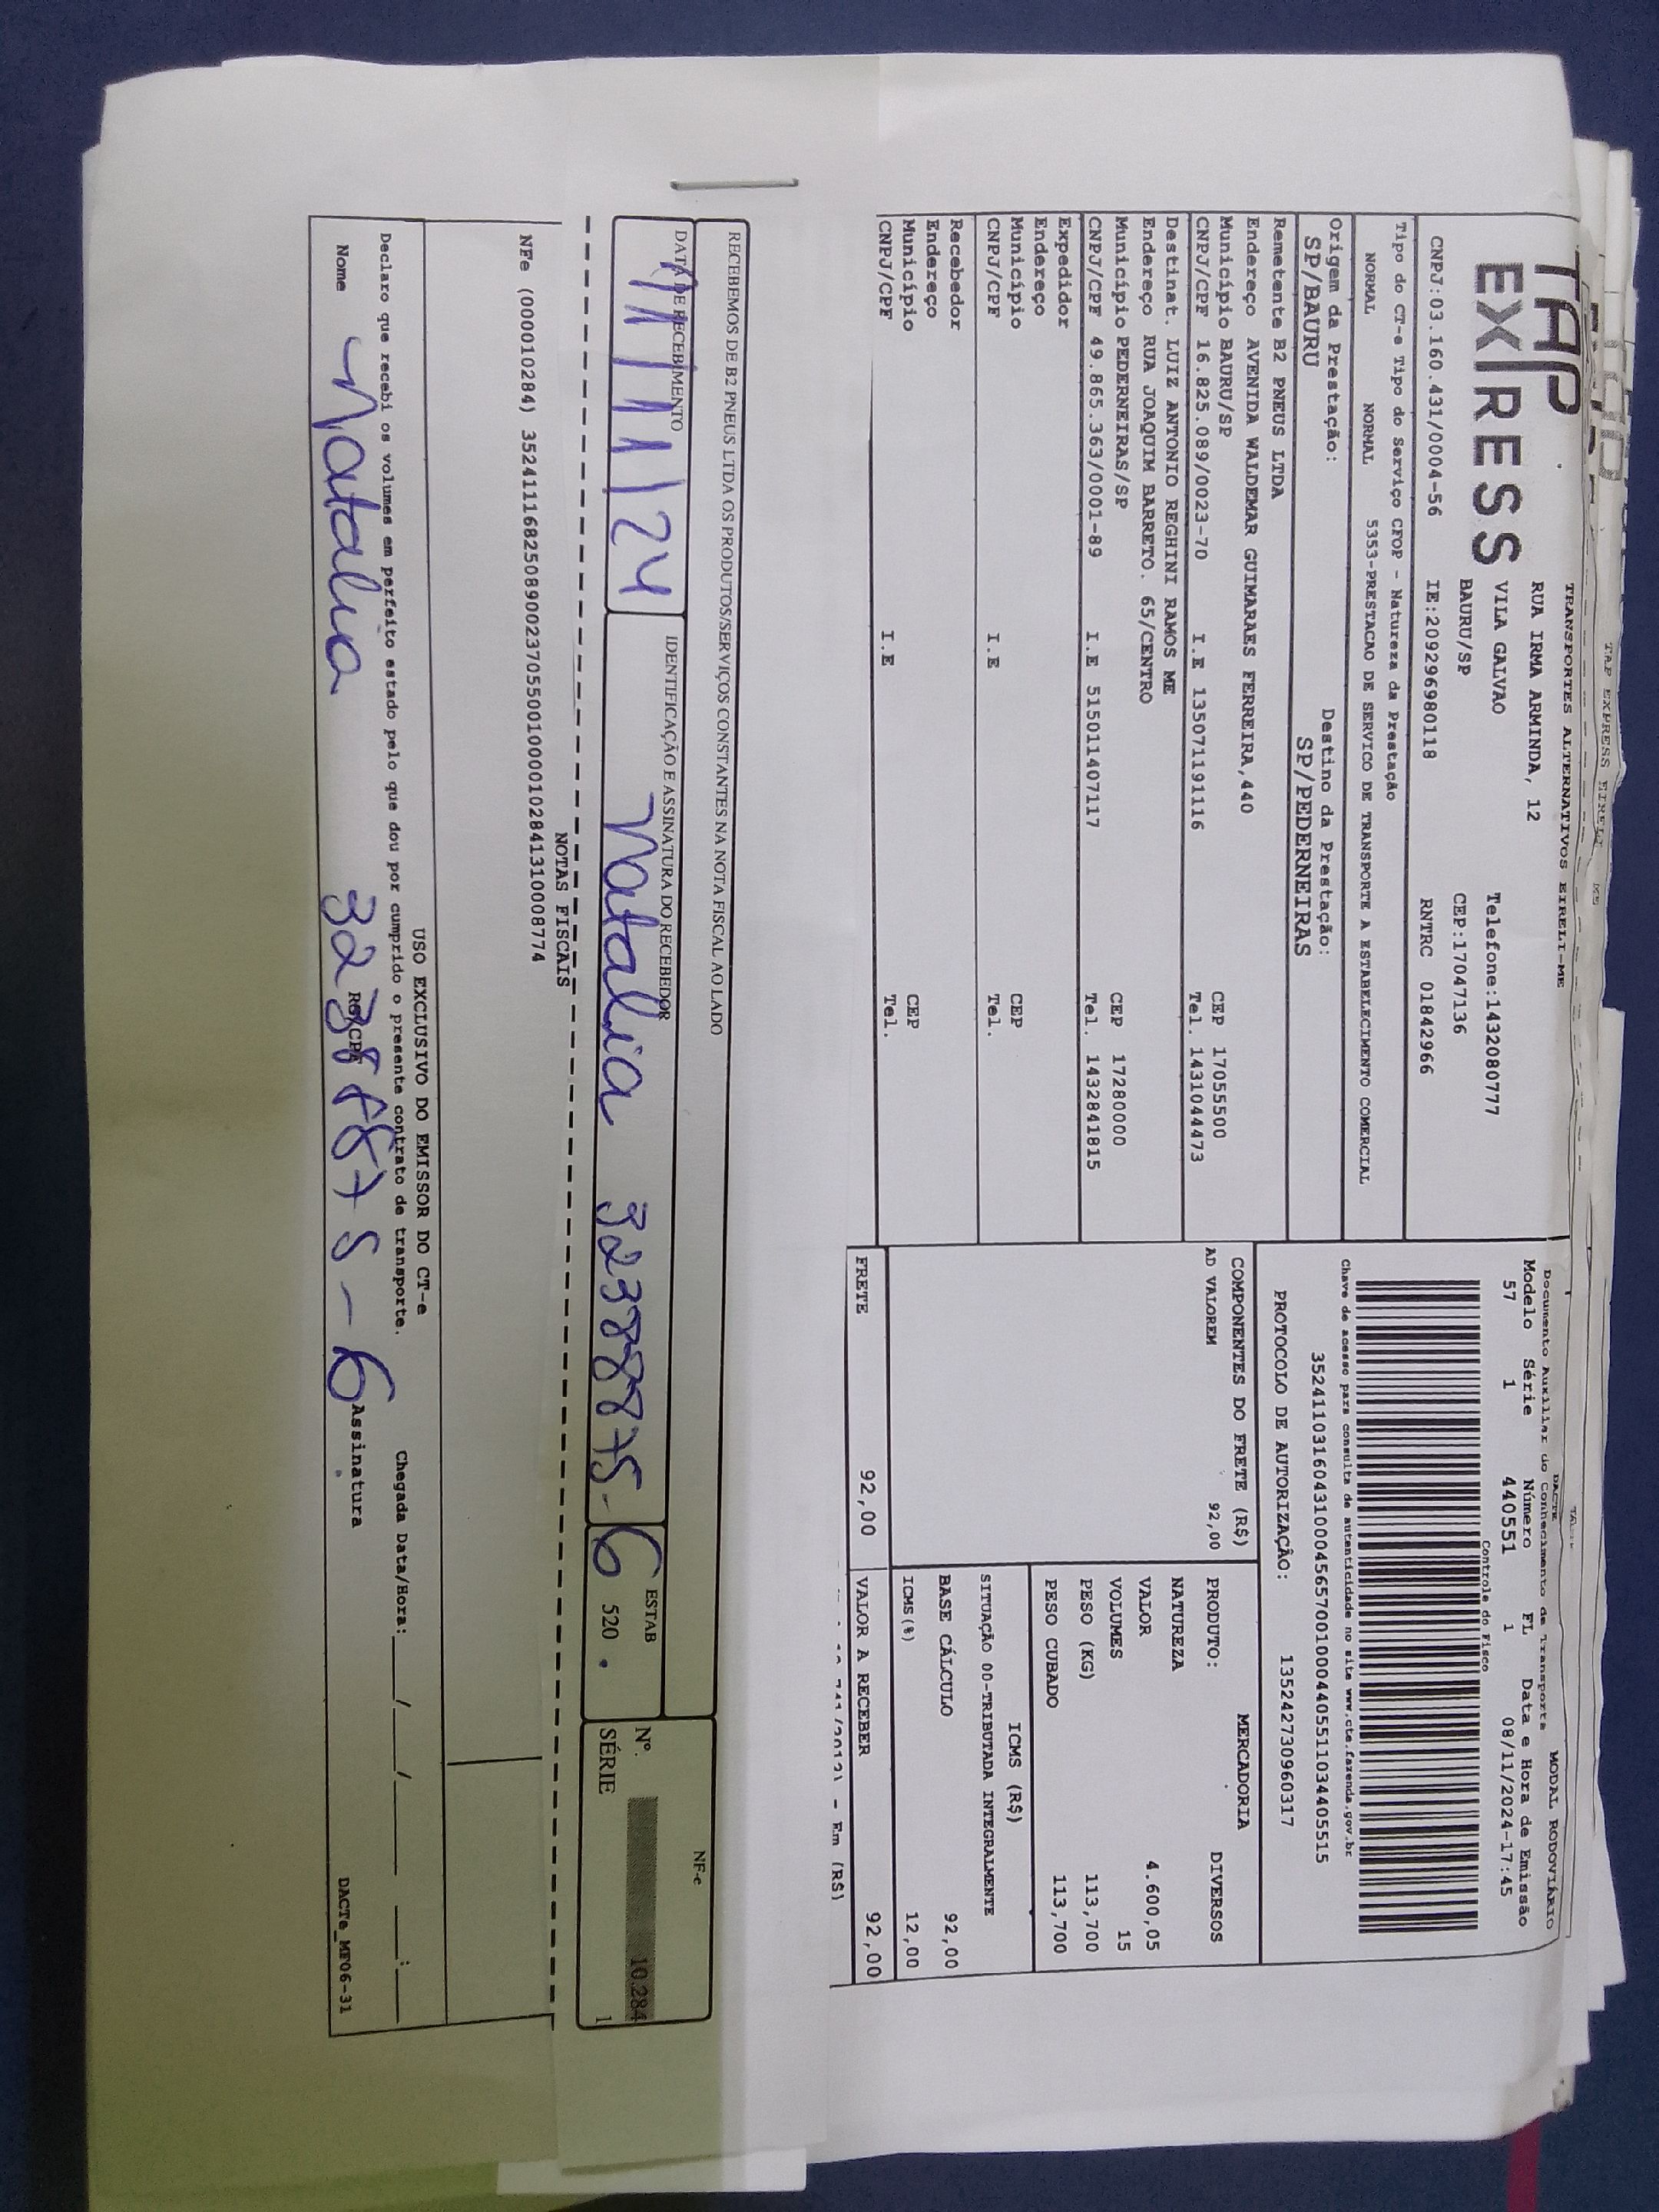 TAP
EXPRESS
TRANSPORTES ALTERNATIVOS EIRELI-ME
RUA IRMA ARMINDA, 12
VILA GALVAO
BAURU/SP
Telefone:1432080777
CEP:17047136
CNPJ:03.160.431/0004-56 IE:209296980118 RNTRC 01842966
Tipo do CT-e Tipo do Serviço CFOP - Natureza da Prestação
NORMAL NORMAL 5353-PRESTACAO DE SERVICO DE TRANSPORTE A ESTABELECIMENTO COMERCIAL
Origem da Prestação: Destino da Prestação:
SP/BAURU SP/PEDERNEIRAS
Remetente B2 PNEUS LTDA
Endereço AVENIDA WALDEMAR GUIMARAES FERREIRA,440
Município BAURU/SP CEP 17055500
CNPJ/CPF 16.825.089/0023-70 I.E 135071191116 Tel. 1431044473
Destinat. LUIZ ANTONIO REGHINI RAMOS ME
Endereço RUA JOAQUIM BARRETO. 65/CENTRO
Município PEDERNEIRAS/SP CEP 17280000
CNPJ/CPF 49.865.363/0001-89 I.E 515011407117 Tel. 1432841815
Expedidor
Endereço
Município CEP
CNPJ/CPF I.E Tel.
Recebedor
Endereço
Município CEP
CNPJ/CPF I.E Tel.
MODAL RODOVIÁRIO
DACTE
Documento Auxiliar do Conhecimento de Transporte
Modelo Série Número FL Data e Hora de Emissão
57 1 440551 1 08/11/2024-17:45
Controle do Fisco
Chave de acesso para consulta de autenticidade no site www.cte.fazenda.gov.br
35241103160431000456570010004405511034405515
PROTOCOLO DE AUTORIZAÇÃO: 135242730960317
COMPONENTES DO FRETE (R$)
AD VALOREM 92,00
MERCADORIA
PRODUTO: DIVERSOS
NATUREZA
VALOR 4.600,05
VOLUMES 15
PESO (KG) 113,700
PESO CUBADO 113,700
ICMS (R$)
SITUAÇÃO 00-TRIBUTADA INTEGRALMENTE
BASE CÁLCULO 92,00
ICMS(%) 12,00
FRETE 92,00 VALOR A RECEBER 92,00
Em (R$)
RECEBEMOS DE B2 PNEUS LTDA OS PRODUTOS/SERVIÇOS CONSTANTES NA NOTA FISCAL AO LADO
NF-e
DATA DE RECEBIMENTO IDENTIFICAÇÃO E ASSINATURA DO RECEBEDOR ESTAB
Natalia 32388875-6 520
Nº. 10.284
SÉRIE 1
NOTAS FISCAIS
NFe (000010284) 35241116825089002370550010000102841310008774
USO EXCLUSIVO DO EMISSOR DO CT-e
Declaro que recebi os volumes em perfeito estado pelo que dou por cumprido o presente contrato de transporte. Chegada Data/Hora:___/___/___ __:__
Nome Natalia RG/CPF 32388875-6 Assinatura
DACTe_MF06-31